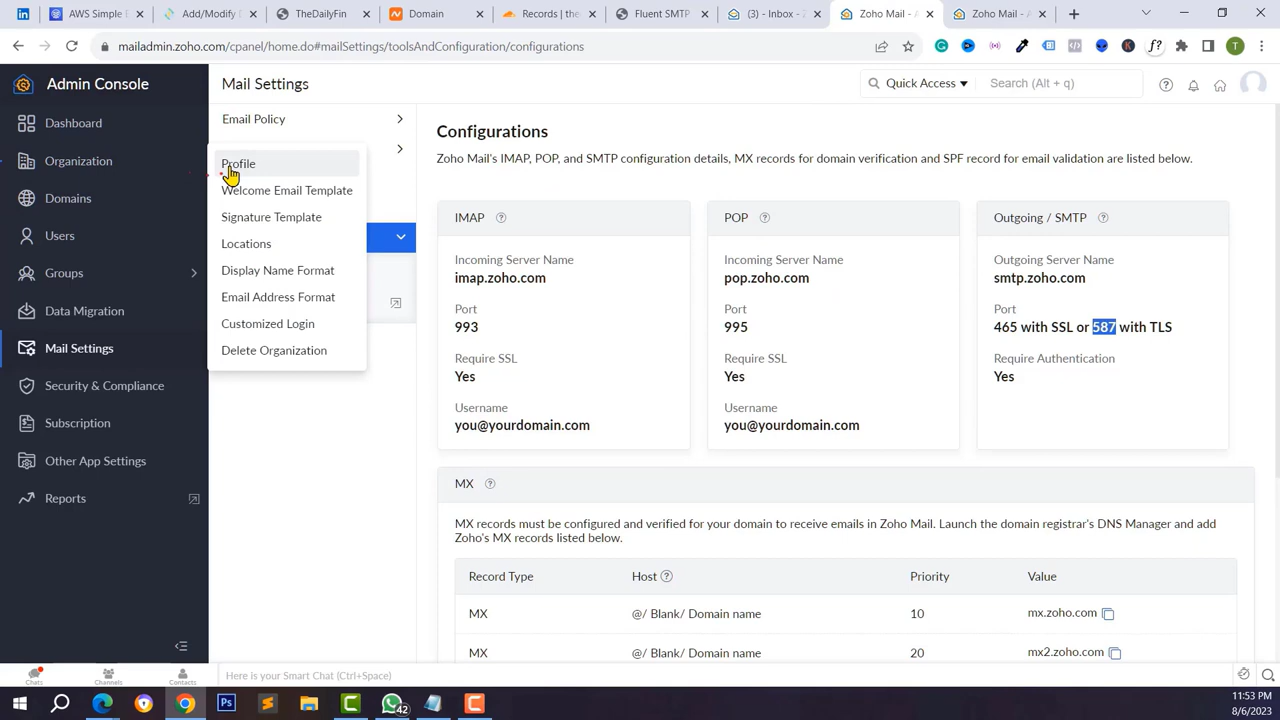 AWS Simple E
Add/Modify
TheDailyFin
Domain
Records | the
Fluent SMTP
(3) - Inbox -
Zoho Mail - A
Zoho Mail - A
mailadmin.zoho.com/cpanel/home.do#mailSettings/toolsAndConfiguration/configurations
Admin Console
Mail Settings
Quick Access
Search (Alt + q)
Dashboard
Organization
Domains
Users
Groups
Data Migration
Mail Settings
Security & Compliance
Subscription
Other App Settings
Reports
Email Policy
Profile
Welcome Email Template
Signature Template
Locations
Display Name Format
Email Address Format
Customized Login
Delete Organization
Configurations
Zoho Mail's IMAP, POP, and SMTP configuration details, MX records for domain verification and SPF record for email validation are listed below.
IMAP
Incoming Server Name
imap.zoho.com
Port
993
Require SSL
Yes
Username
you@yourdomain.com
POP
Incoming Server Name
pop.zoho.com
Port
995
Require SSL
Yes
Username
you@yourdomain.com
Outgoing / SMTP
Outgoing Server Name
smtp.zoho.com
Port
465 with SSL or 587 with TLS
Require Authentication
Yes
MX
MX records must be configured and verified for your domain to receive emails in Zoho Mail. Launch the domain registrar's DNS Manager and add
Zoho's MX records listed below.
Record Type Host Priority Value
MX @/ Blank/ Domain name 10 mx.zoho.com
MX @/ Blank/ Domain name 20 mx2.zoho.com
Chats
Channels
Contacts
Here is your Smart Chat (Ctrl+Space)
42
11:53 PM
8/6/2023